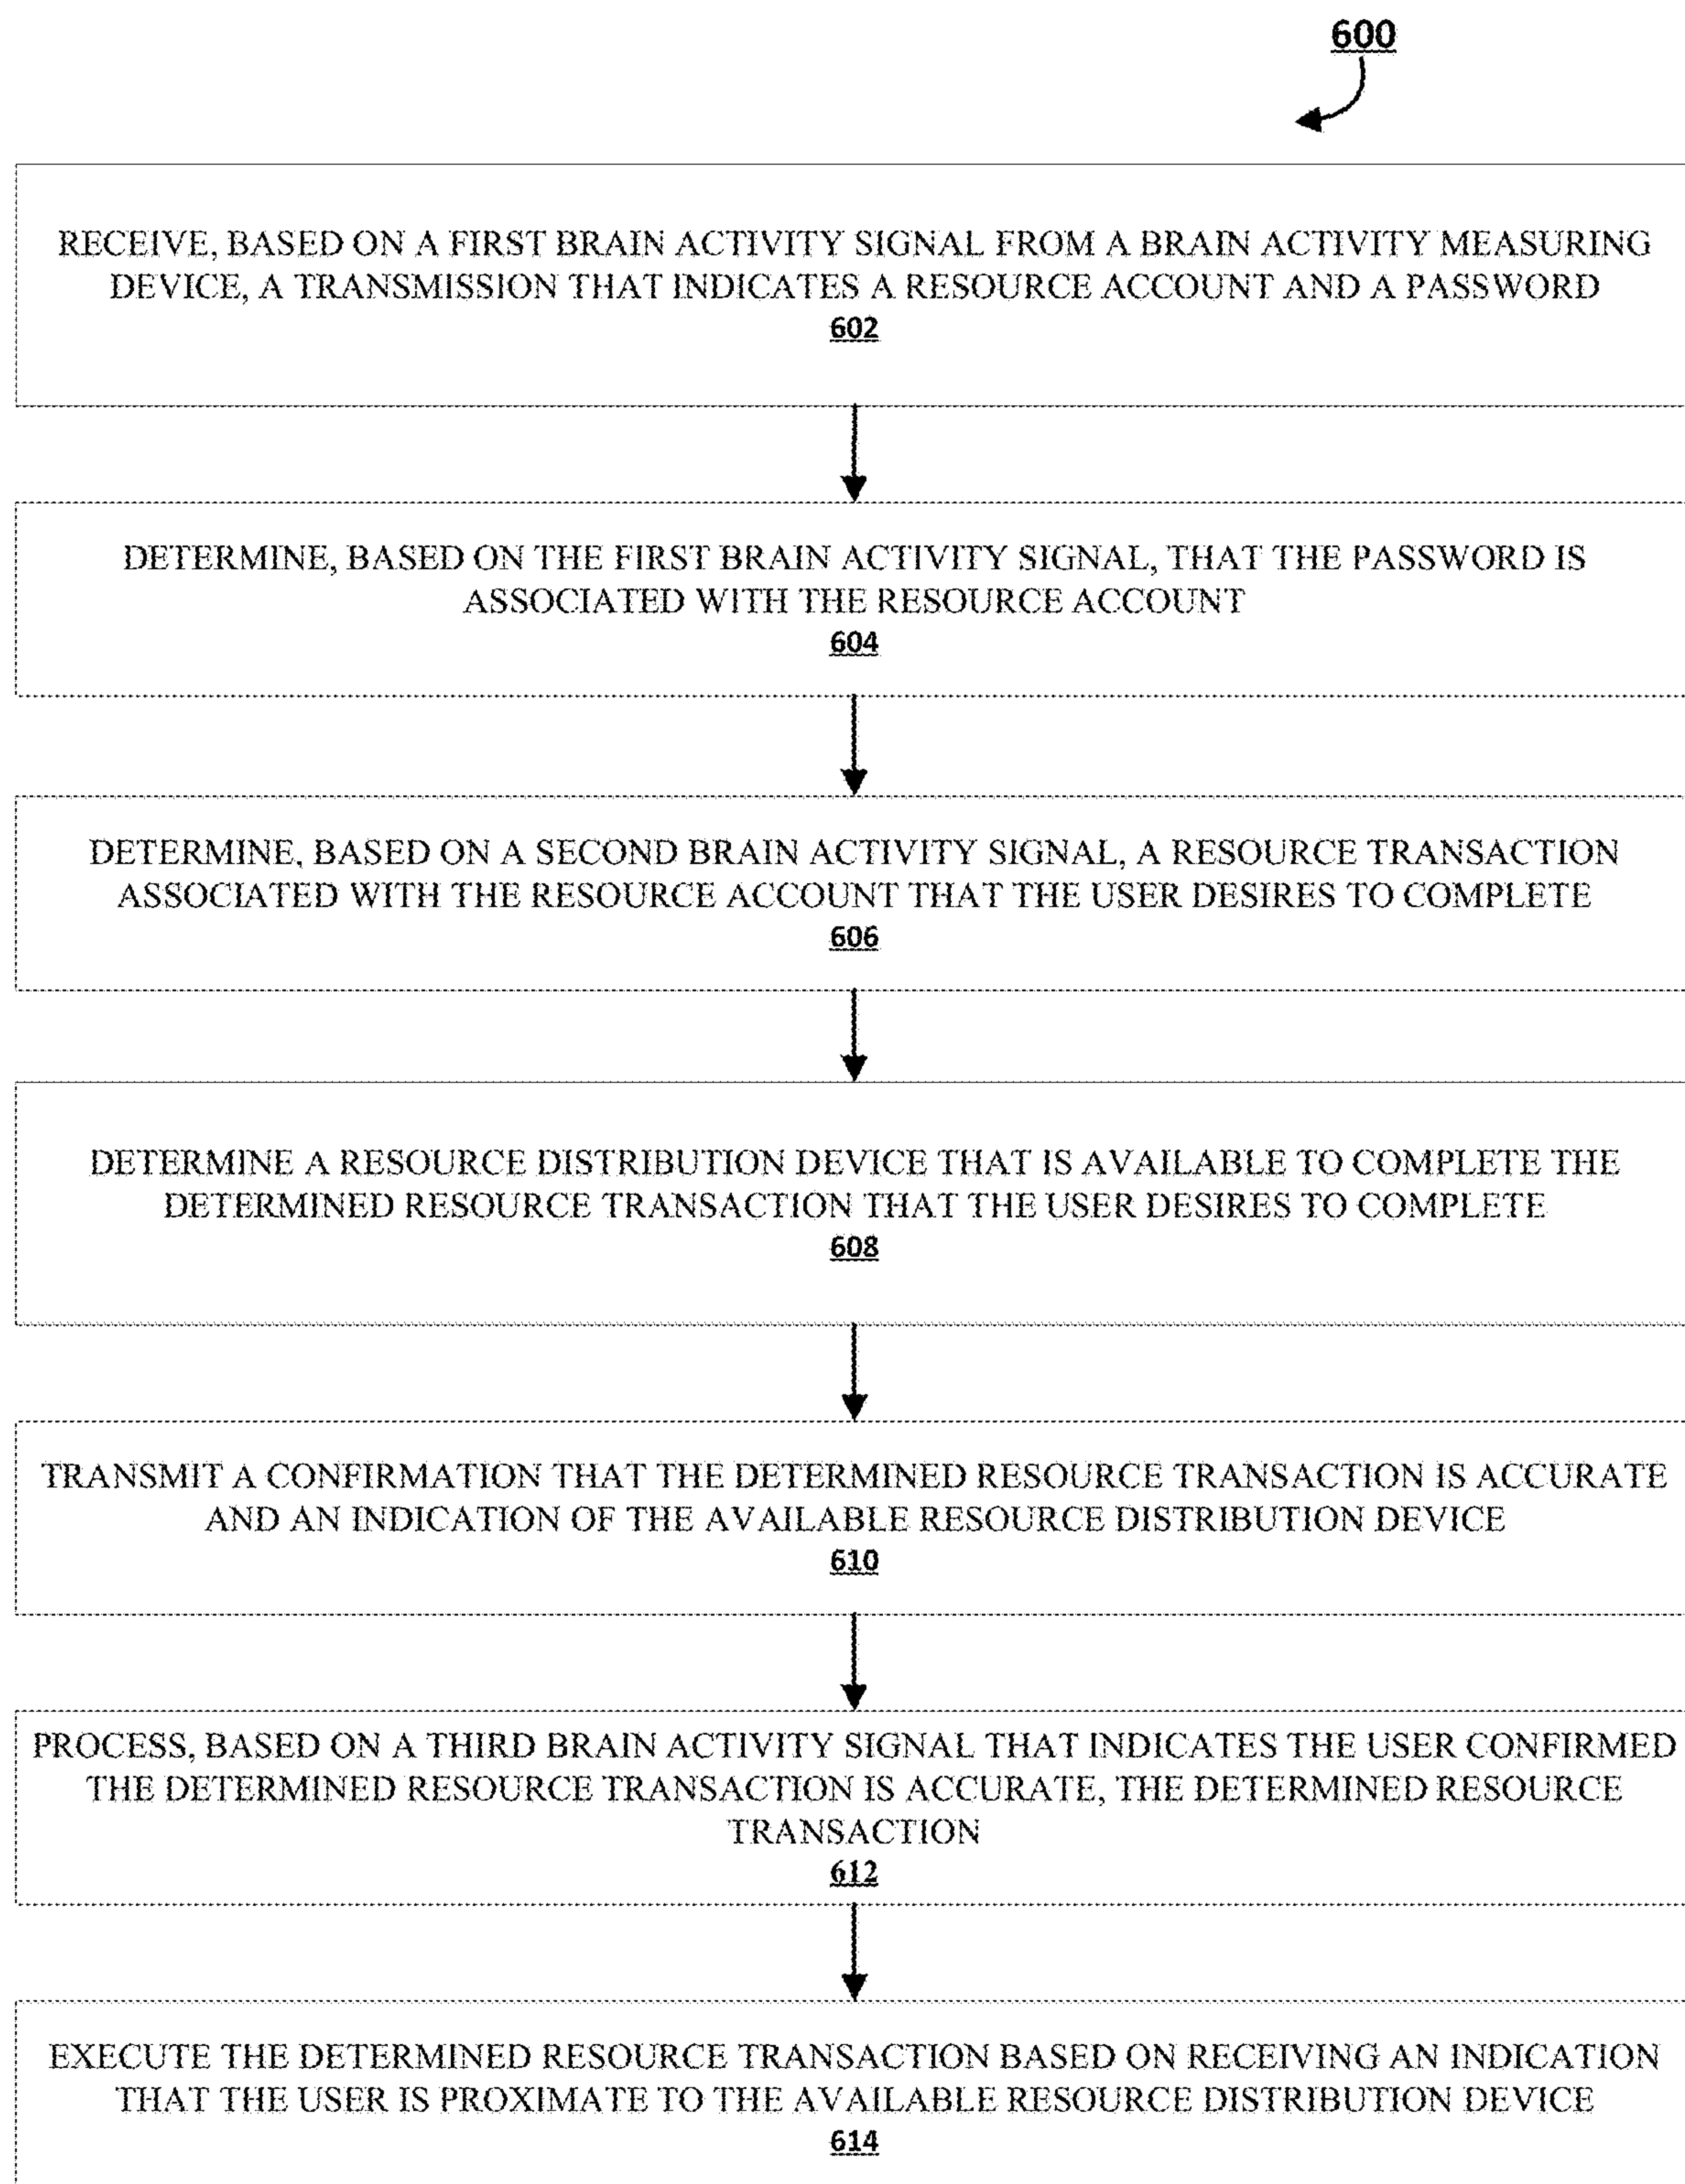 600
RECEIVE, BASED ON A FIRST BRAIN ACTIVITY SIGNAL FROM A BRAIN ACTIVITY MEASURING
DEVICE, A TRANSMISSION THAT INDICATES A RESOURCE ACCOUNT AND A PASSWORD
602
DETERMINE, BASED ON THE FIRST BRAIN ACTIVITY SIGNAL, THAT THE PASSWORD IS
ASSOCIATED WITH THE RESOURCE ACCOUNT
604
DETERMINE, BASED ON A SECOND BRAIN ACTIVITY SIGNAL, A RESOURCE TRANSACTION
ASSOCIATED WITH THE RESOURCE ACCOUNT THAT THE USER DESIRES TO COMPLETE
606
DETERMINE A RESOURCE DISTRIBUTION DEVICE THAT IS AVAILABLE TO COMPLETE THE
DETERMINED RESOURCE TRANSACTION THAT THE USER DESIRES TO COMPLETE
608
TRANSMIT A CONFIRMATION THAT THE DETERMINED RESOURCE TRANSACTION IS ACCURATE
AND AN INDICATION OF THE AVAILABLE RESOURCE DISTRIBUTION DEVICE
610
PROCESS, BASED ON A THIRD BRAIN ACTIVITY SIGNAL THAT INDICATES THE USER CONFIRMED
THE DETERMINED RESOURCE TRANSACTION IS ACCURATE, THE DETERMINED RESOURCE
TRANSACTION
612
EXECUTE THE DETERMINED RESOURCE TRANSACTION BASED ON RECEIVING AN INDICATION
THAT THE USER IS PROXIMATE TO THE AVAILABLE RESOURCE DISTRIBUTION DEVICE
614